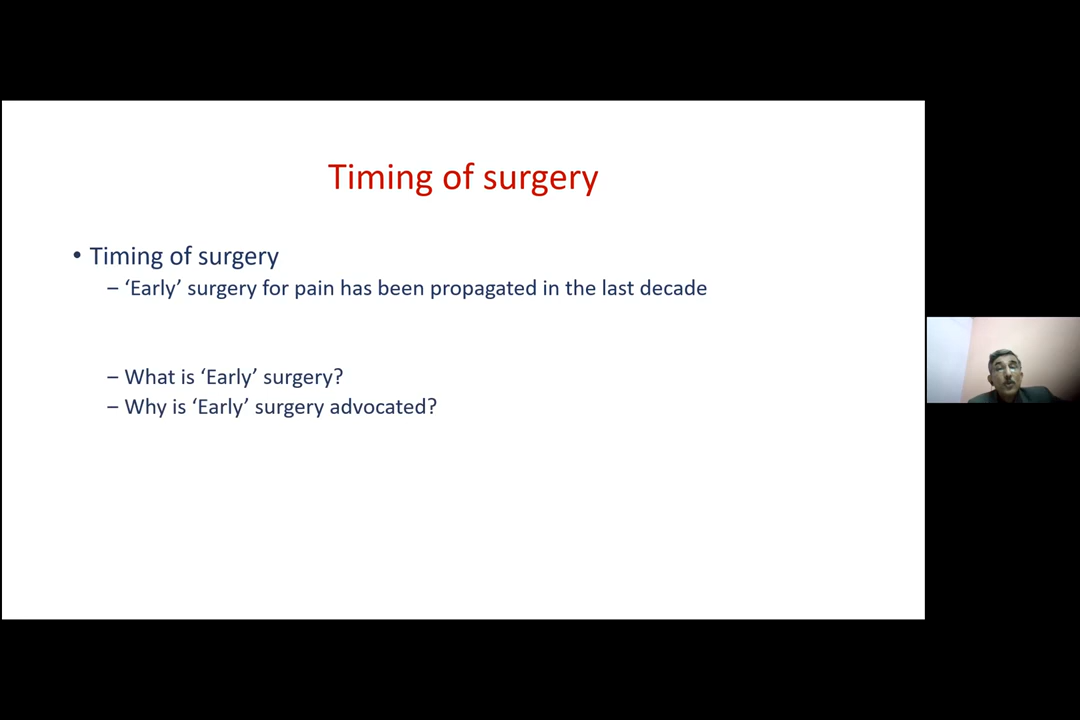 Timing of surgery
• Timing of surgery
– ‘Early’ surgery for pain has been propagated in the last decade
– What is ‘Early’ surgery?
– Why is ‘Early’ surgery advocated?